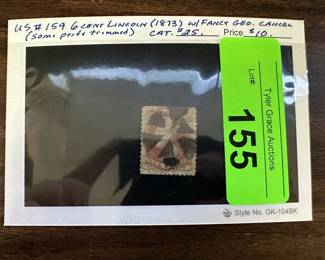 US #159 6 CENT LINCOLN (1873) W/FANCY GEO. CANCEL
(some perfs trimmed) CAT. $25. Price $10.
Lot#:
155
Tyler Grace Auctions
Style No. GK-104BK